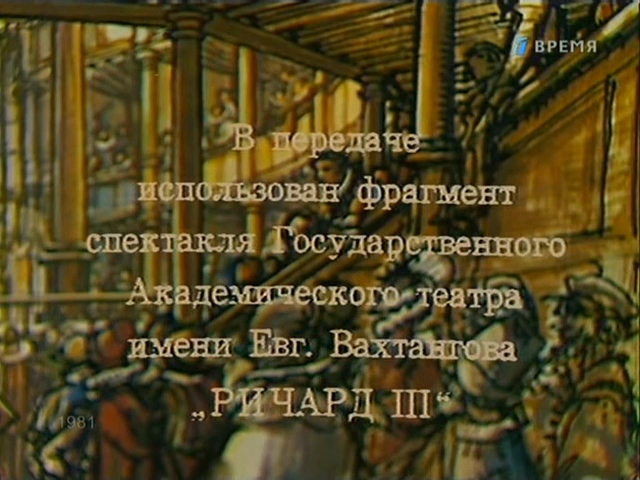 ВРЕМЯ
В передаче
использован фрагмент
спектакля Государственного
Академического театра
имени Евг. Вахтангова
„РИЧАРД III“
1981